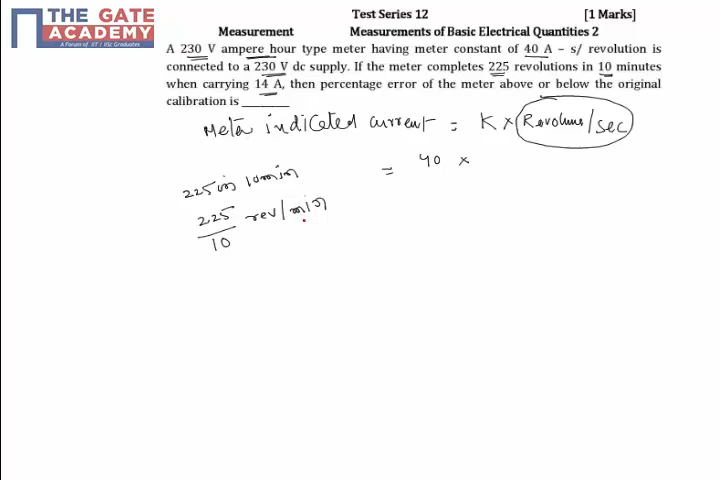 THE GATE
ACADEMY
A Forum of IIT / IISc Graduates
Test Series 12 [1 Marks]
Measurement Measurements of Basic Electrical Quantities 2
A 230 V ampere hour type meter having meter constant of 40 A – s/ revolution is
connected to a 230 V dc supply. If the meter completes 225 revolutions in 10 minutes
when carrying 14 A, then percentage error of the meter above or below the original
calibration is ________
Meter indicated current = K × Revolutions/sec
= 40 ×
225 in 10min
225/10 rev/min